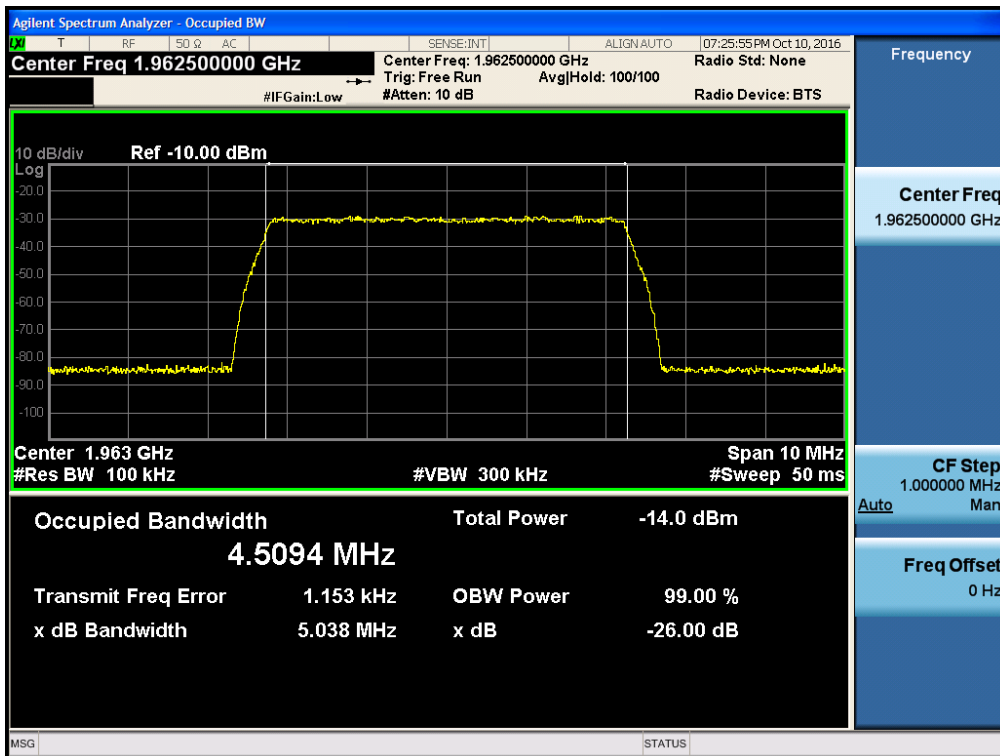 Agilent Spectrum Analyzer - Occupied BW
LXI T RF 50 Ω AC SENSE:INT ALIGN AUTO 07:25:55 PM Oct 10, 2016
Center Freq 1.962500000 GHz
Center Freq: 1.962500000 GHz
Radio Std: None
Trig: Free Run Avg|Hold: 100/100
#IFGain:Low
#Atten: 10 dB
Radio Device: BTS
Frequency
10 dB/div
Ref -10.00 dBm
Log
-20.0
-30.0
-40.0
-50.0
-60.0
-70.0
-80.0
-90.0
-100
Center 1.963 GHz
Span 10 MHz
#Res BW 100 kHz
#VBW 300 kHz
#Sweep 50 ms
Occupied Bandwidth
Total Power -14.0 dBm
4.5094 MHz
Transmit Freq Error 1.153 kHz
OBW Power 99.00 %
x dB Bandwidth 5.038 MHz
x dB -26.00 dB
Center Freq
1.962500000 GHz
CF Step
1.000000 MHz
Auto Man
Freq Offset
0 Hz
MSG
STATUS